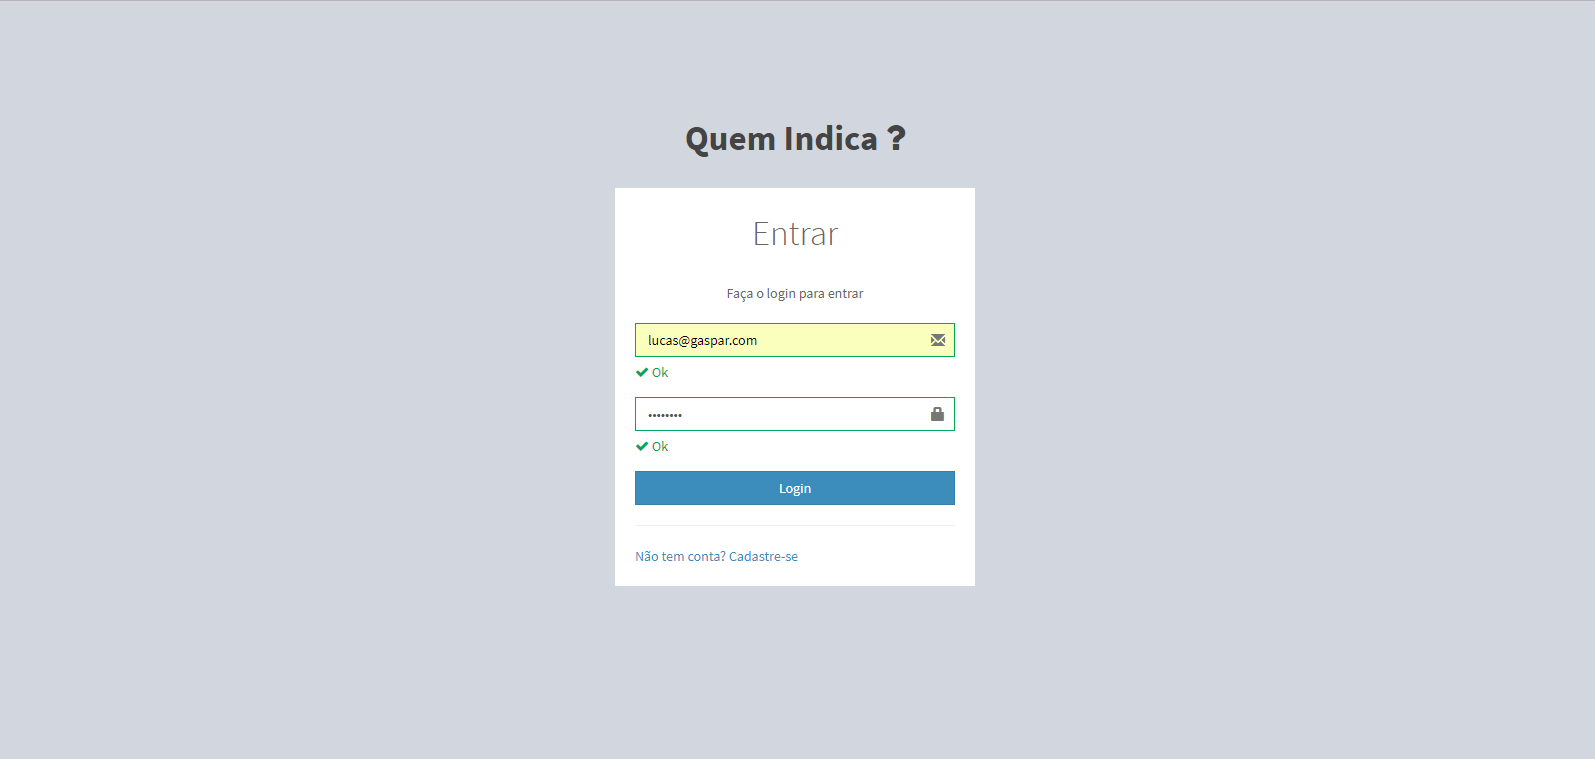 Quem Indica ?
Entrar
Faça o login para entrar
lucas@gaspar.com
Ok
••••••••
Ok
Login
Não tem conta? Cadastre-se